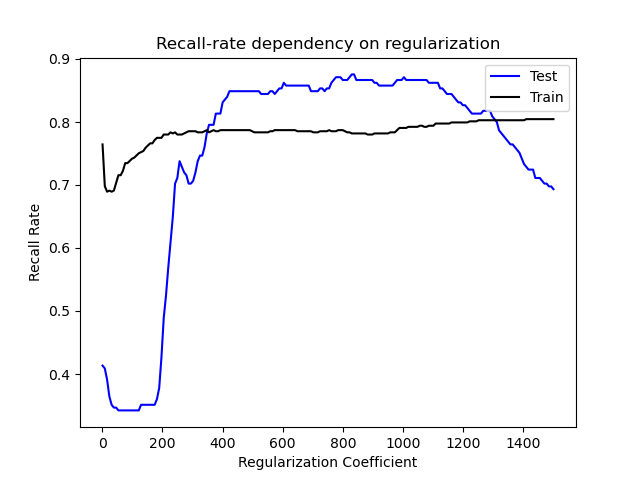 Recall-rate dependency on regularization
Test
Train
0.9
0.8
0.7
0.6
0.5
0.4
Recall Rate
0 200 400 600 800 1000 1200 1400
Regularization Coefficient